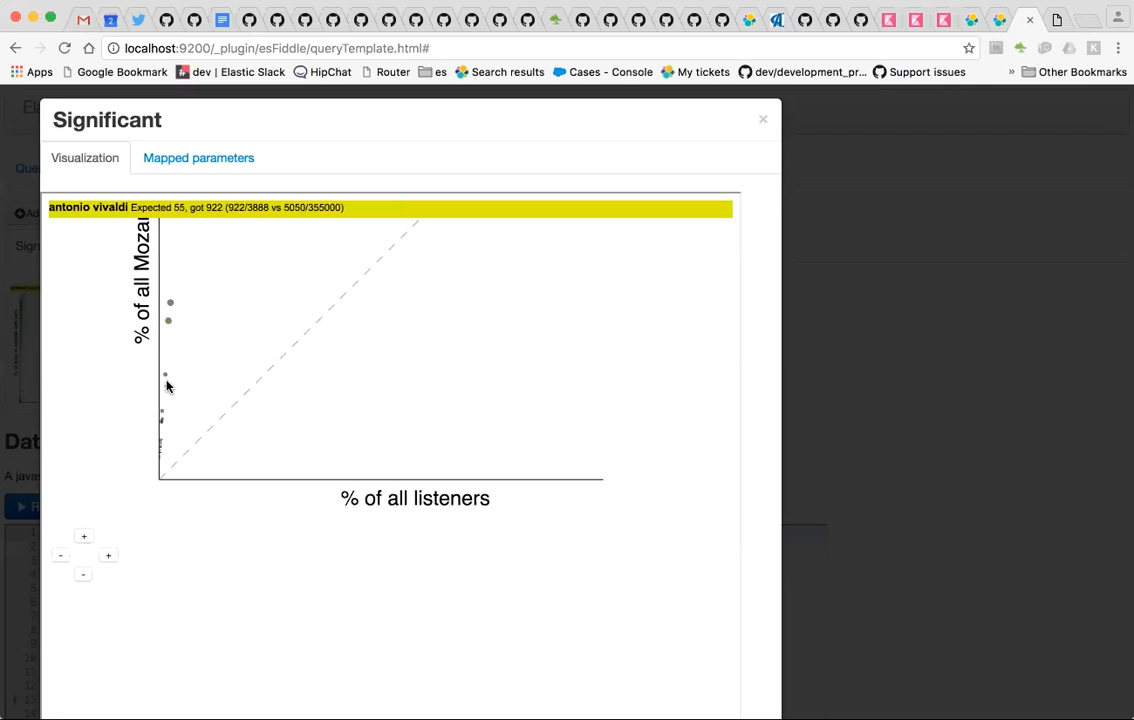 localhost:9200/_plugin/esFiddle/queryTemplate.html#
Apps Google Bookmark dev | Elastic Slack HipChat Router es Search results Cases - Console My tickets dev/development_pr... Support issues » Other Bookmarks
Significant ×
Visualization Mapped parameters
antonio vivaldi Expected 55, got 922 (922/3888 vs 5050/355000)
% of all
% of all listeners
+
- +
-